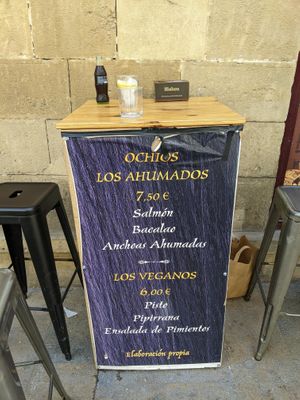 Mahou
OCHIOS
LOS AHUMADOS
7,50 €
Salmón
Bacalao
Anchoas Ahumadas
LOS VEGANOS
6,00 €
Pisto
Pipirrana
Ensalada de Pimientos
Elaboración propia